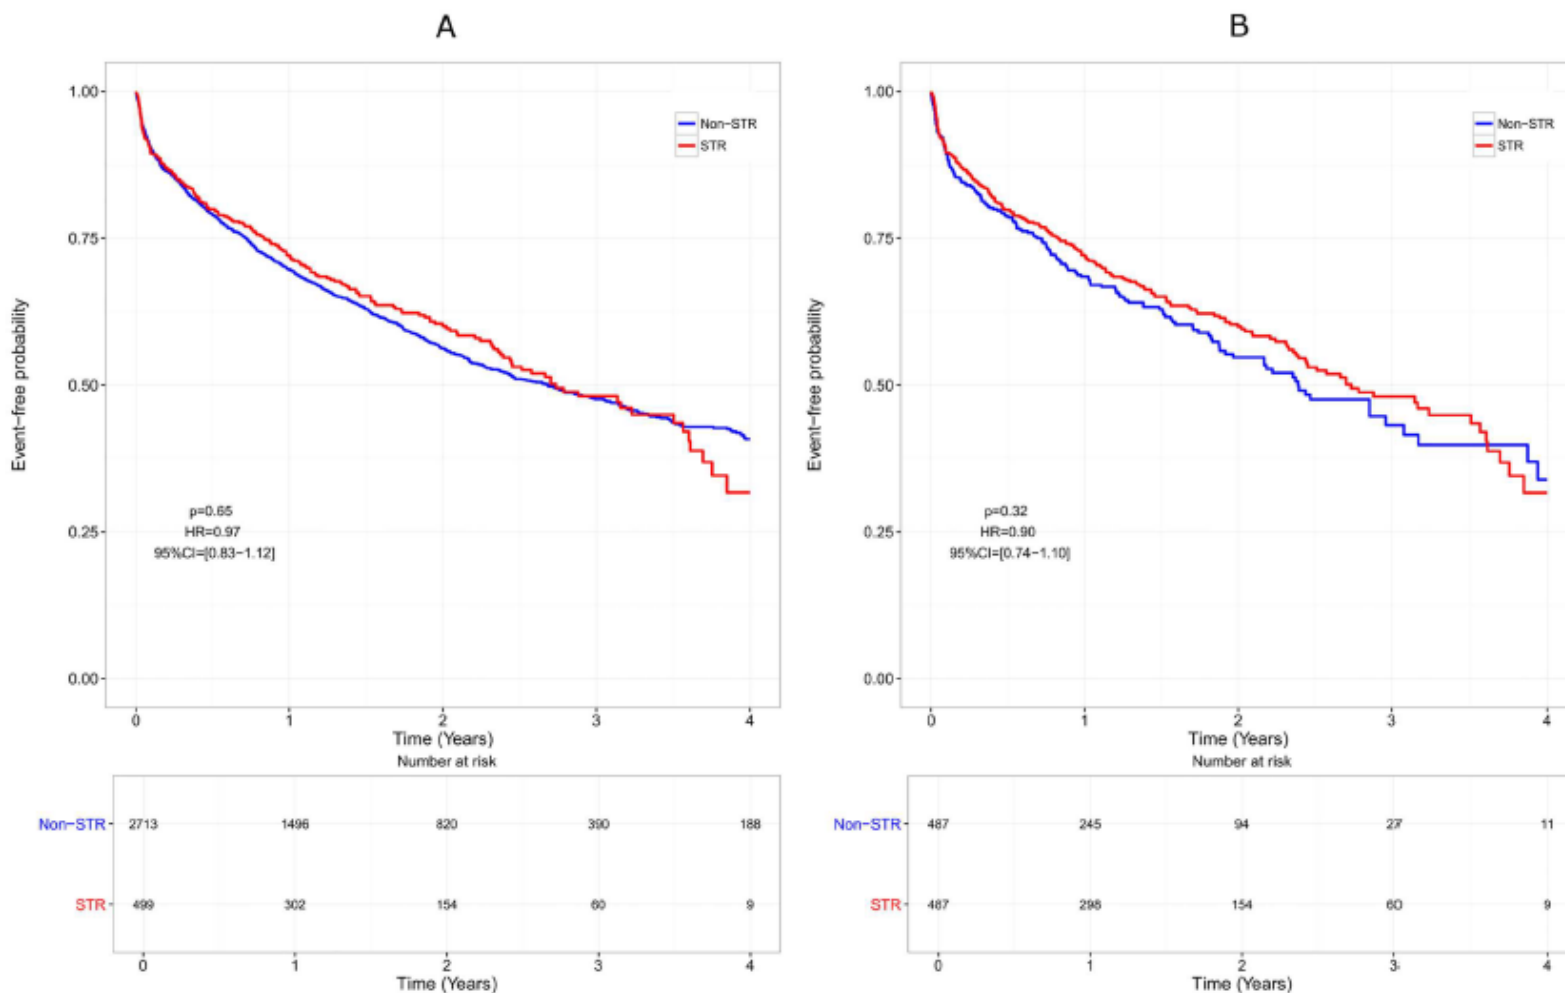 A
B
1.00
Non-STR
STR
0.75
0.50
0.25
0.00
Event-free probability
p=0.65
HR=0.97
95%CI=[0.83-1.12]
0 1 2 3 4
Time (Years)
Number at risk
Non-STR 2713 1496 820 390 188
STR 499 302 154 60 9
0 1 2 3 4
Time (Years)
1.00
Non-STR
STR
0.75
0.50
0.25
0.00
Event-free probability
p=0.32
HR=0.90
95%CI=[0.74-1.10]
0 1 2 3 4
Time (Years)
Number at risk
Non-STR 487 245 94 27 11
STR 487 298 154 60 9
0 1 2 3 4
Time (Years)